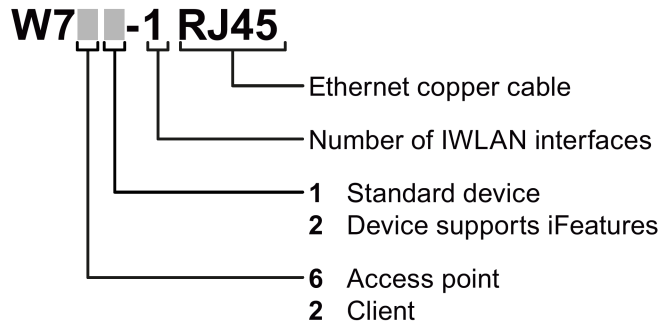 W7 -1 RJ45
Ethernet copper cable
Number of IWLAN interfaces
1 Standard device
2 Device supports iFeatures
6 Access point
2 Client